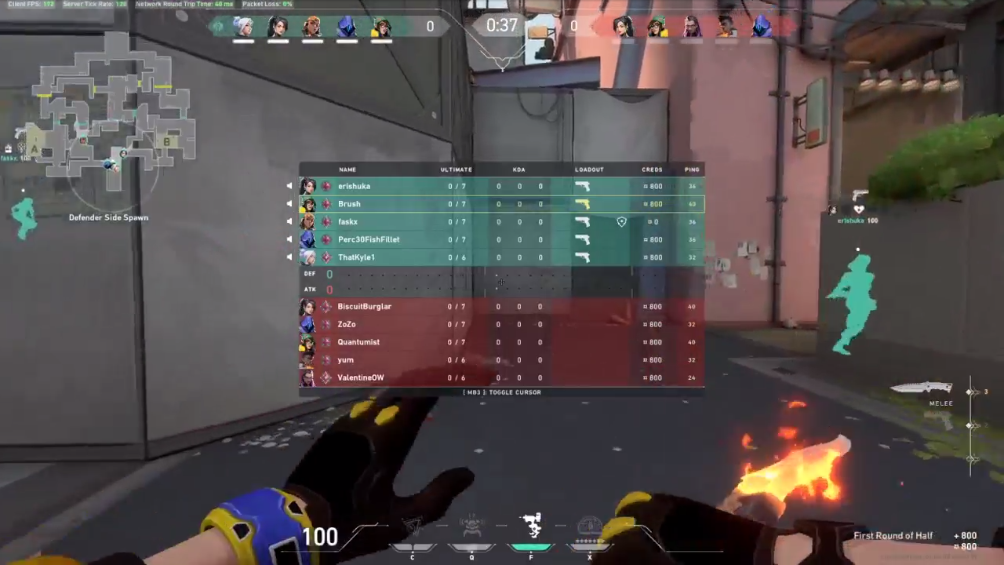 Client FPS: 112 Server Tick Rate: 128 Network Round Trip Time: 40 ms Packet Loss: 0%
0 0:37 0
A B
faskx 100
Defender Side Spawn
erishuka 100
NAME ULTIMATE KDA LOADOUT CREDS PING
erishuka 0 / 7 0 0 0 800 36
Brush 0 / 7 0 0 0 800 40
faskx 0 / 7 0 0 0 0 36
Perc30FishFillet 0 / 7 0 0 0 800 36
ThatKyle1 0 / 6 0 0 0 800 32
DEF 0
ATK 0
BiscuitBurglar 0 / 7 0 0 0 800 40
ZoZo 0 / 7 0 0 0 800 32
Quantumist 0 / 7 0 0 0 800 40
yum 0 / 6 0 0 0 800 32
ValentineOW 0 / 6 0 0 0 800 24
[ MB3 ]: TOGGLE CURSOR
3
MELEE
100
C Q F X
First Round of Half + 800
800